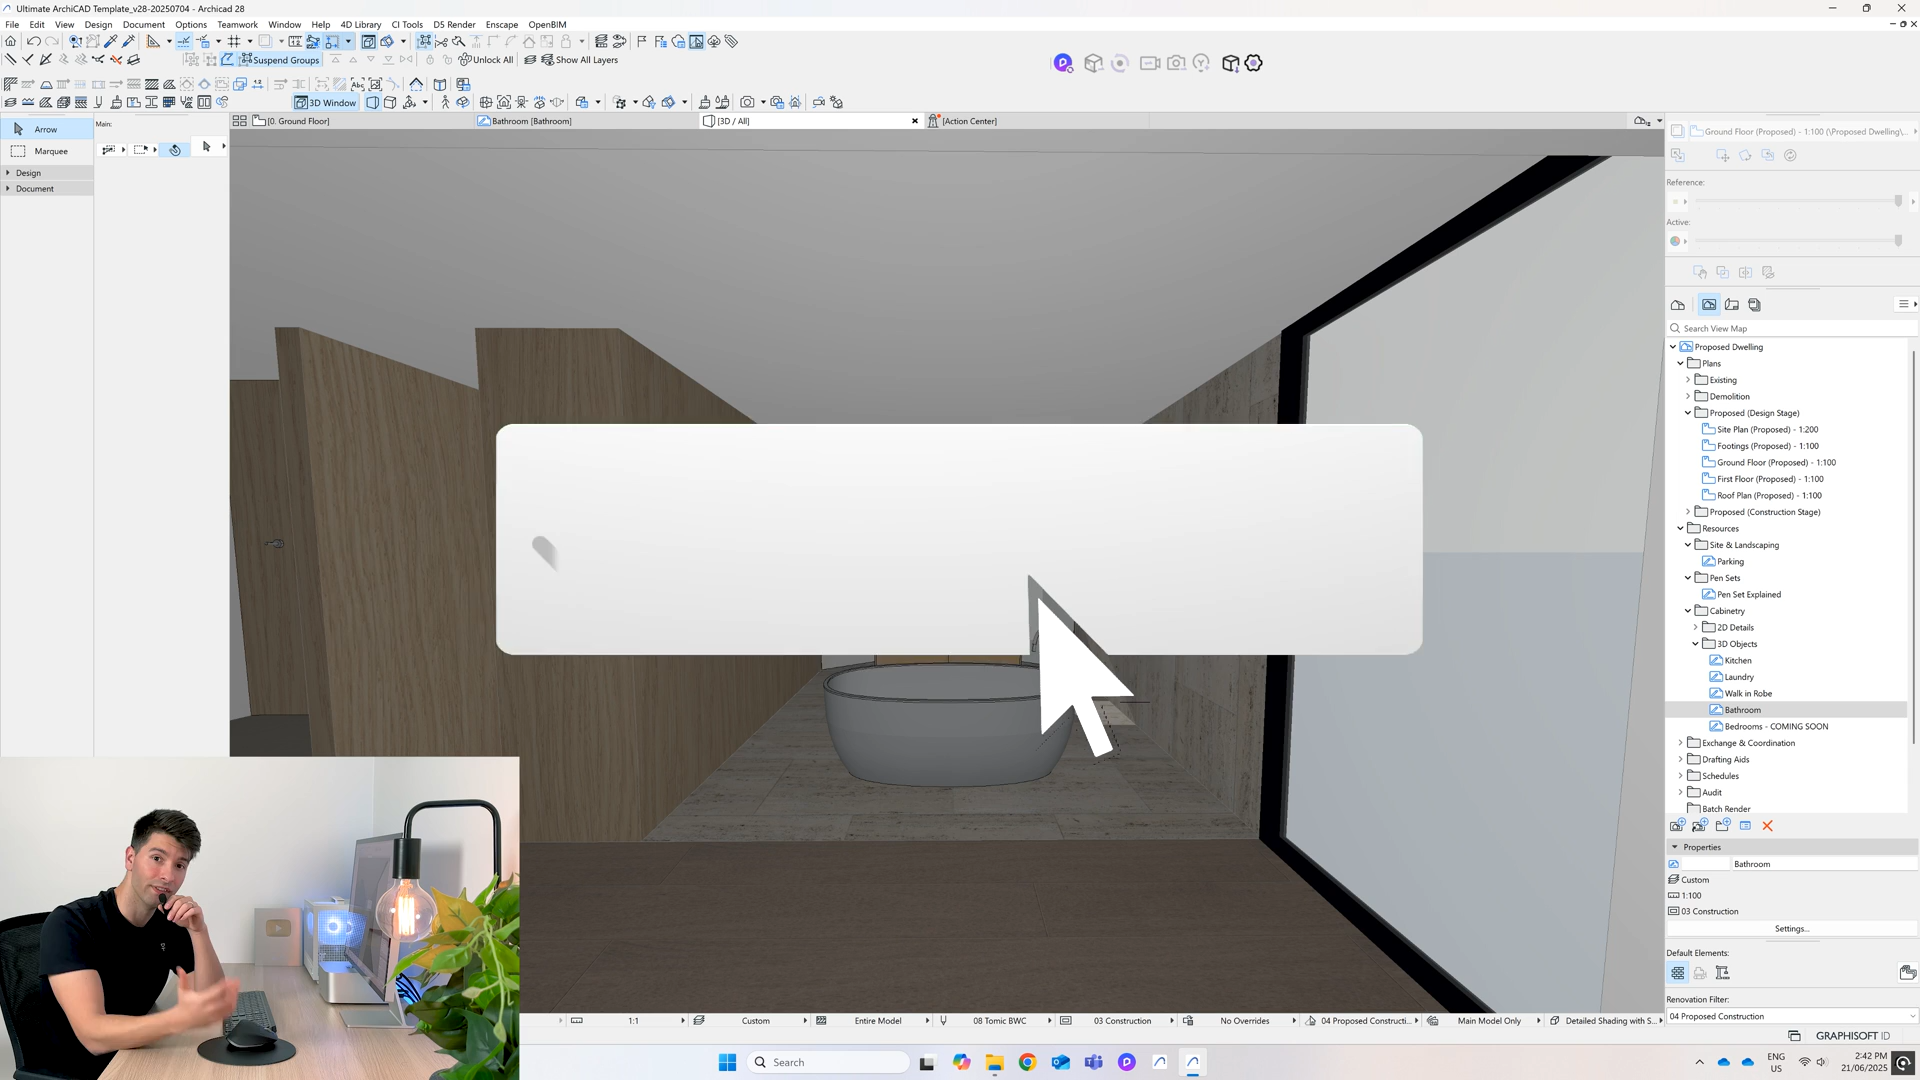 Ultimate ArchiCAD Template_v28-20250704 - Archicad 28
File Edit View Design Document Options Teamwork Window Help 4D Library CI Tools D5 Render Enscape OpenBIM
Suspend Groups
Unlock All
Show All Layers
3D Window
Arrow
Marquee
Design
Document
Main:
[0. Ground Floor]
Bathroom [Bathroom]
[3D / All]
[Action Center]
Ground Floor (Proposed) - 1:100 (\Proposed Dwelling\...
Reference:
Active:
Search View Map
Proposed Dwelling
Plans
Existing
Demolition
Proposed (Design Stage)
Site Plan (Proposed) - 1:200
Footings (Proposed) - 1:100
Ground Floor (Proposed) - 1:100
First Floor (Proposed) - 1:100
Roof Plan (Proposed) - 1:100
Proposed (Construction Stage)
Resources
Site & Landscaping
Parking
Pen Sets
Pen Set Explained
Cabinetry
2D Details
3D Objects
Kitchen
Laundry
Walk in Robe
Bathroom
Bedrooms - COMING SOON
Exchange & Coordination
Drafting Aids
Schedules
Audit
Batch Render
Properties
Bathroom
Custom
1:100
03 Construction
Settings...
Default Elements:
Renovation Filter:
04 Proposed Construction
GRAPHISOFT ID
1:1
Custom
Entire Model
08 Tomic BWC
03 Construction
No Overrides
04 Proposed Constructi...
Main Model Only
Detailed Shading with S...
Search
ENG
US
2:42 PM
21/06/2025